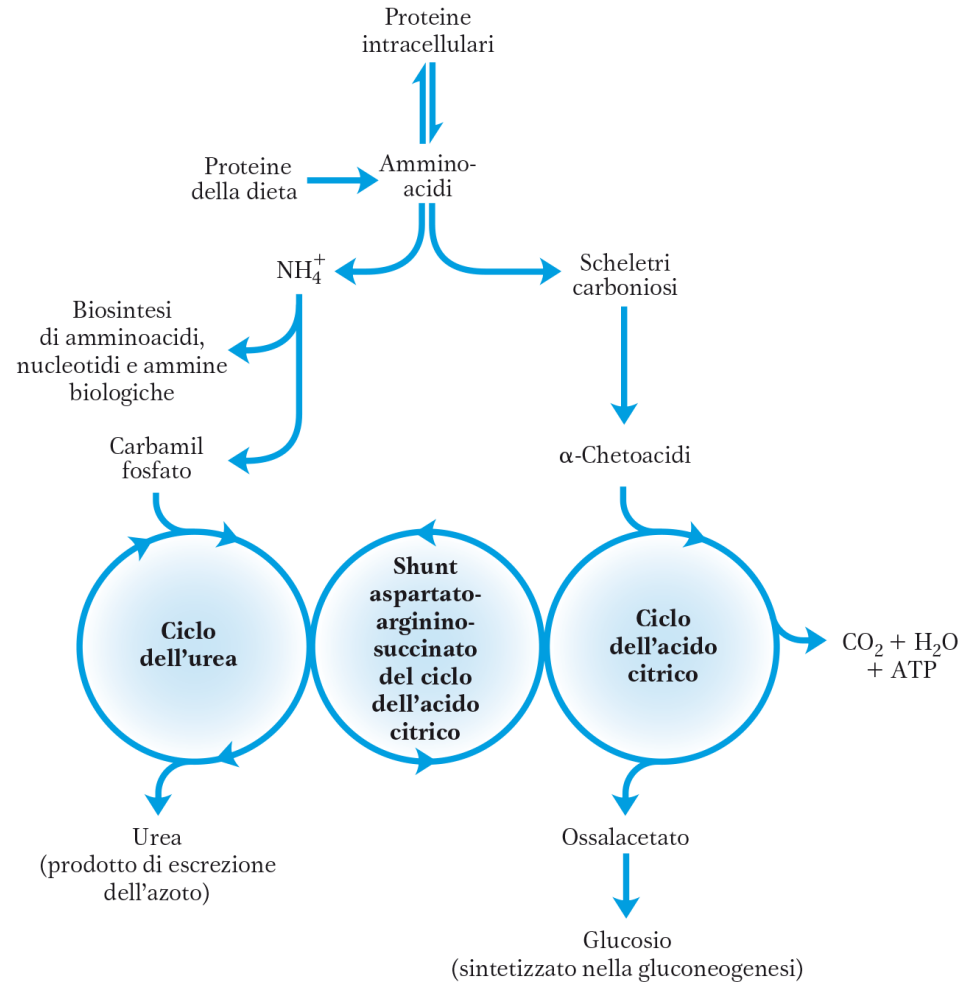 Proteine
intracellulari
Proteine
della dieta
Ammino-
acidi
NH₄⁺
Scheletri
carboniosi
Biosintesi
di amminoacidi,
nucleotidi e ammine
biologiche
Carbamil
fosfato
α-Chetoacidi
Ciclo
dell'urea
Shunt
aspartato-
arginino-
succinato
del ciclo
dell'acido
citrico
Ciclo
dell'acido
citrico
CO₂ + H₂O
+ ATP
Urea
(prodotto di escrezione
dell'azoto)
Ossalacetato
Glucosio
(sintetizzato nella gluconeogenesi)